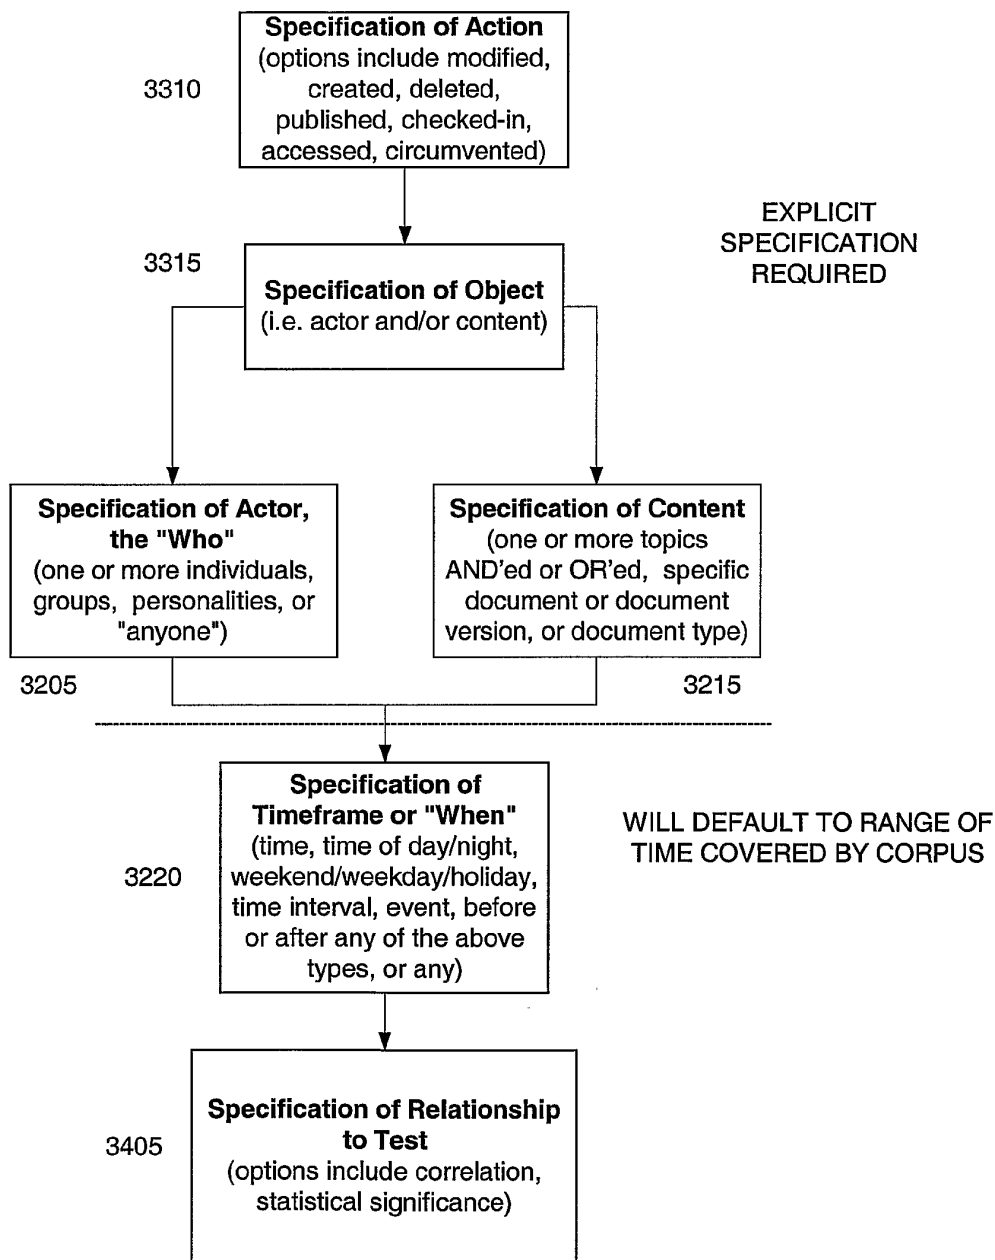 Specification of Action
(options include modified,
created, deleted,
published, checked-in,
accessed, circumvented)
3310
EXPLICIT
SPECIFICATION
REQUIRED
3315
Specification of Object
(i.e. actor and/or content)
Specification of Actor,
the "Who"
(one or more individuals,
groups, personalities, or
"anyone")
3205
Specification of Content
(one or more topics
AND'ed or OR'ed, specific
document or document
version, or document type)
3215
Specification of
Timeframe or "When"
(time, time of day/night,
weekend/weekday/holiday,
time interval, event, before
or after any of the above
types, or any)
3220
WILL DEFAULT TO RANGE OF
TIME COVERED BY CORPUS
Specification of Relationship
to Test
(options include correlation,
statistical significance)
3405